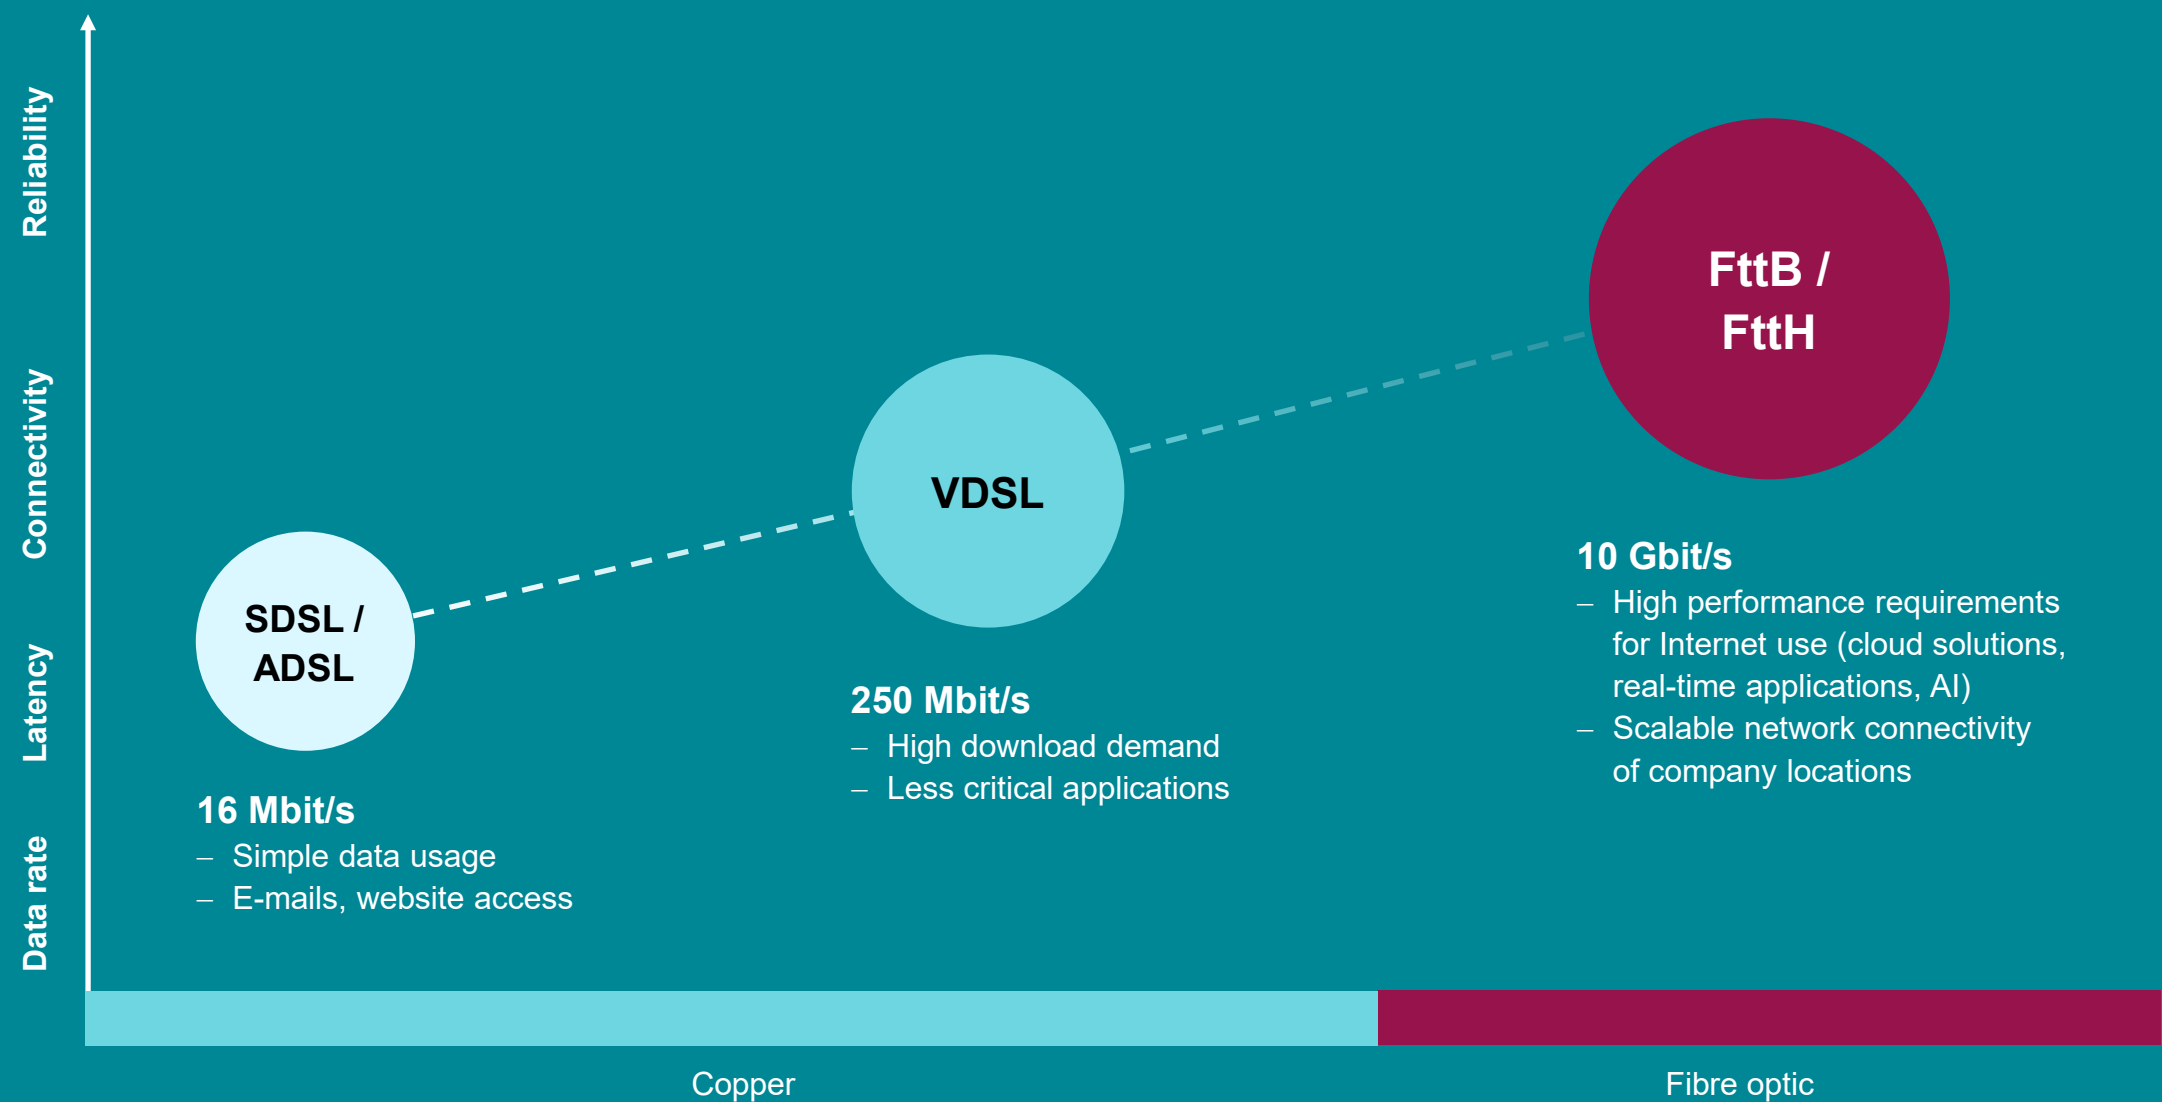 Reliability
Connectivity
Latency
Data rate
SDSL /
ADSL
16 Mbit/s
– Simple data usage
– E-mails, website access
VDSL
250 Mbit/s
– High download demand
– Less critical applications
FttB /
FttH
10 Gbit/s
– High performance requirements
for Internet use (cloud solutions,
real-time applications, AI)
– Scalable network connectivity
of company locations
Copper
Fibre optic